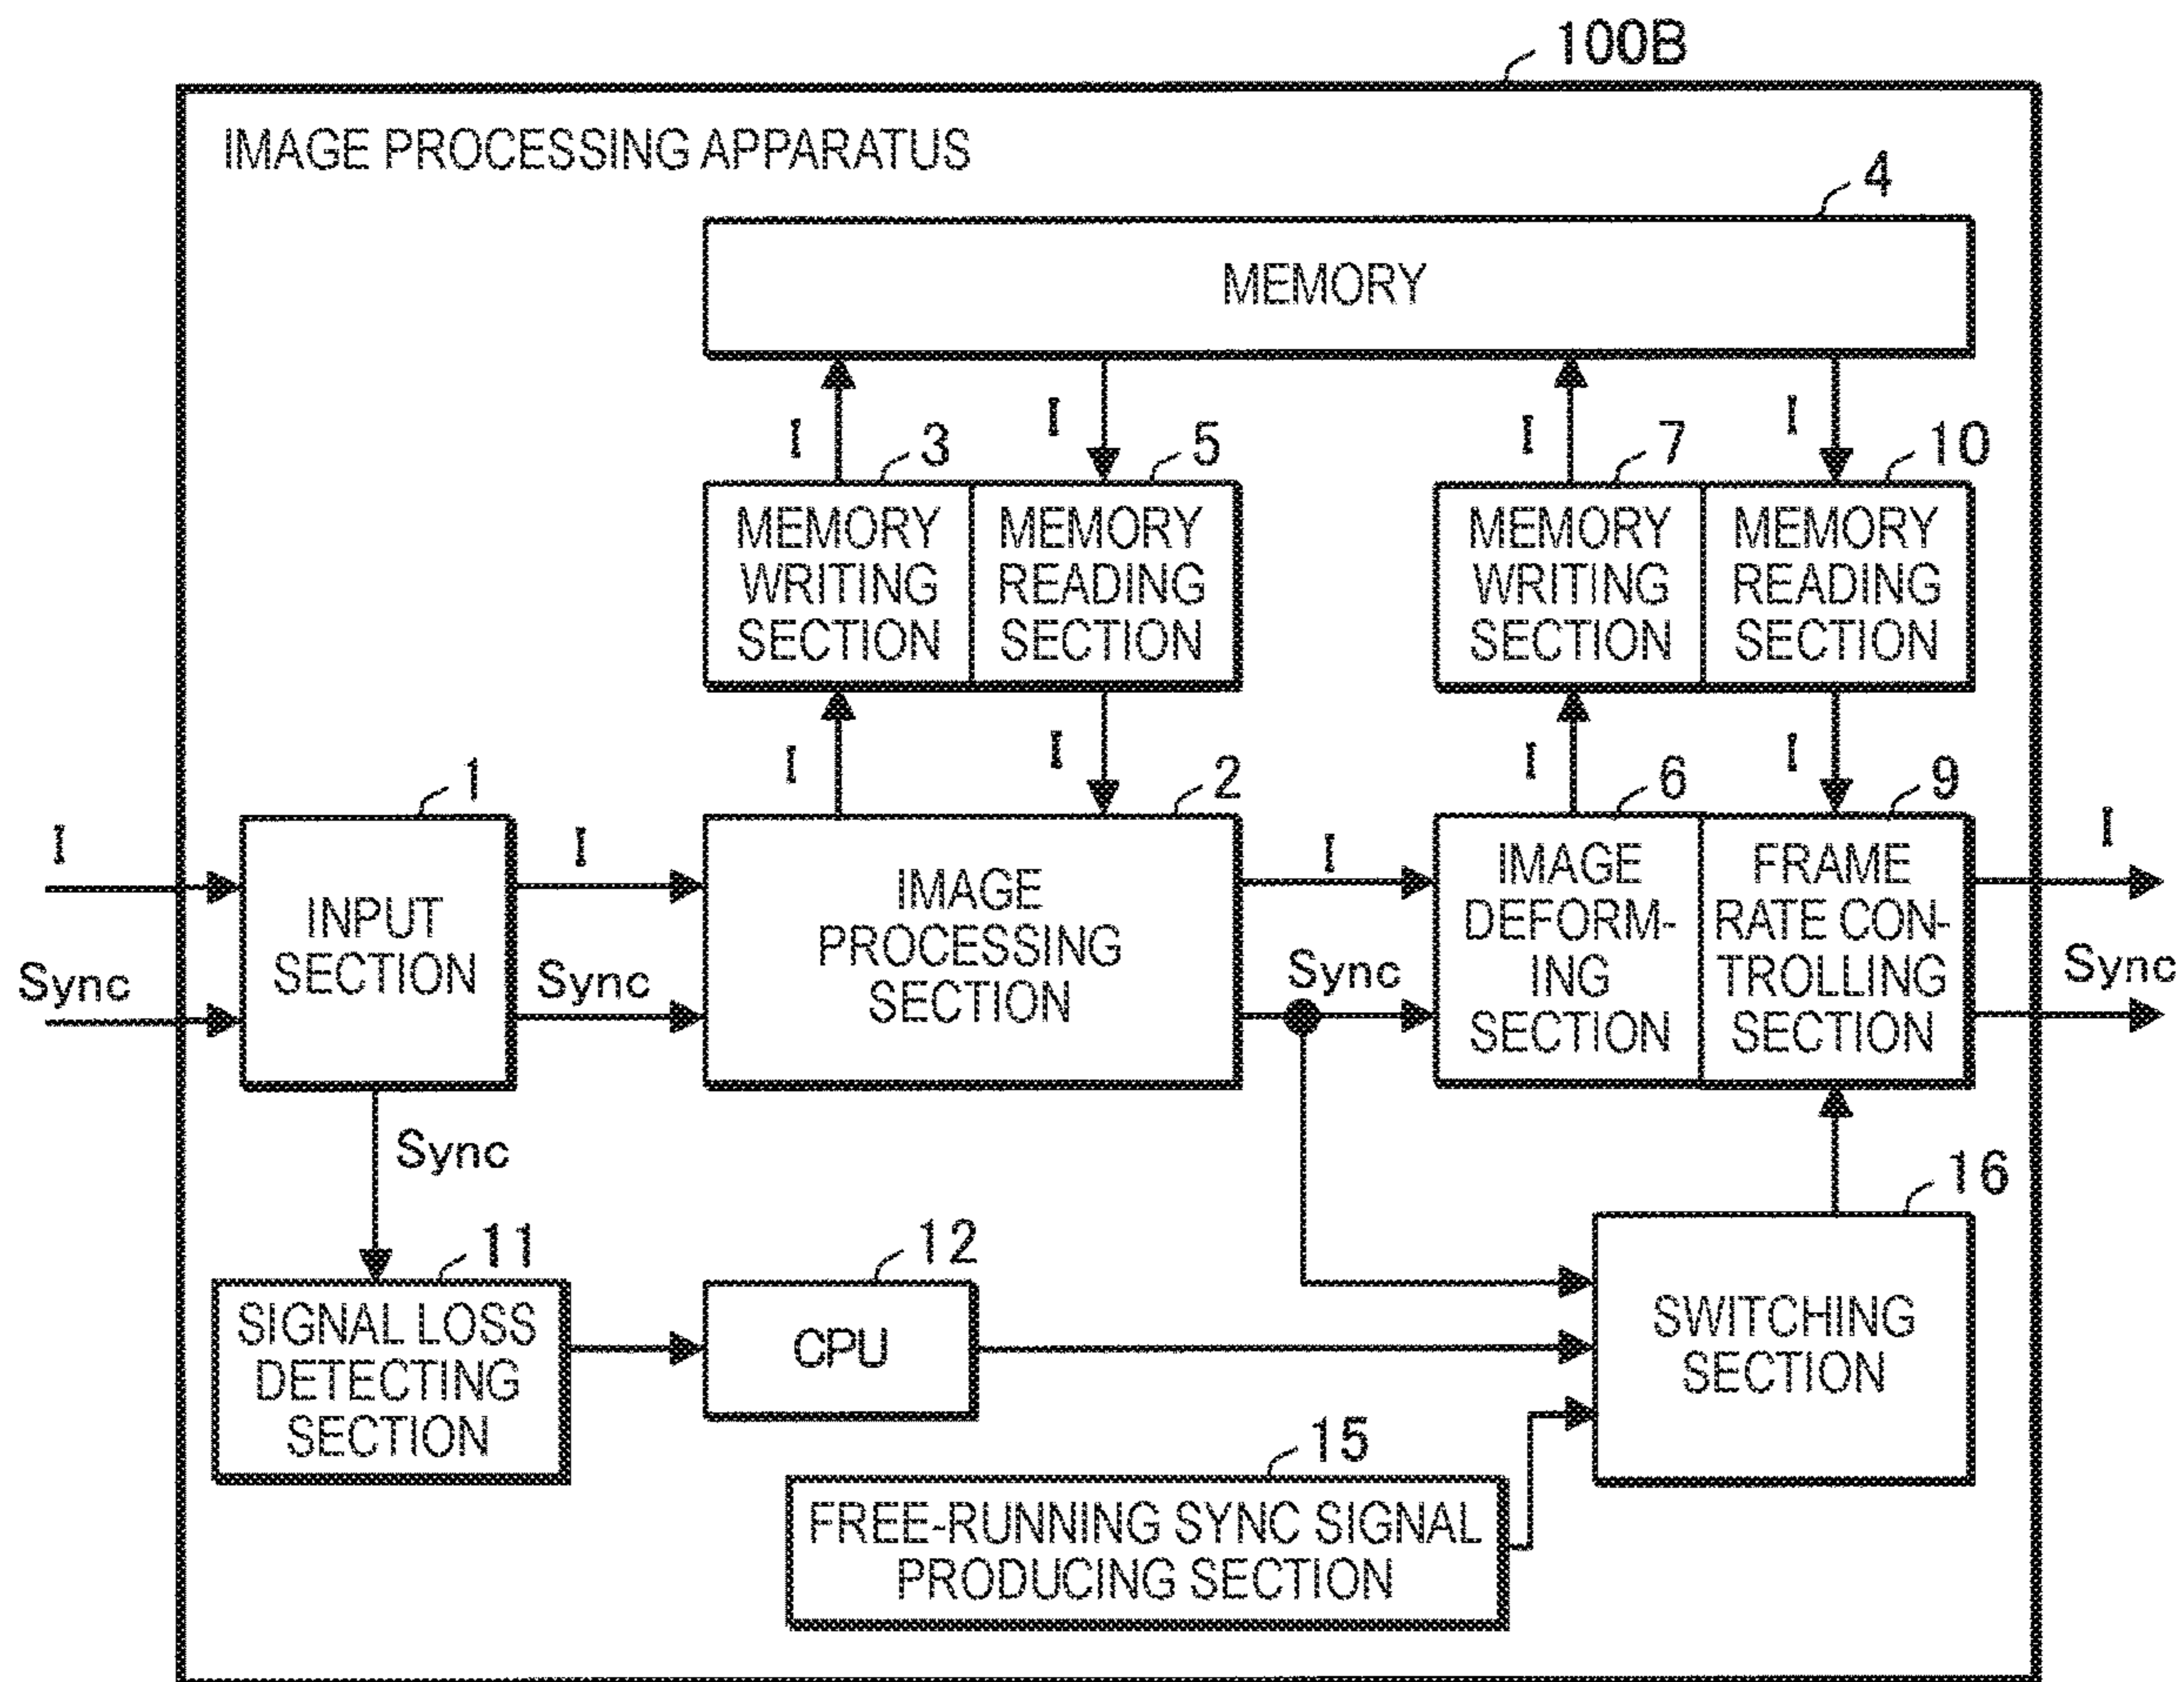 100B
IMAGE PROCESSING APPARATUS
4
MEMORY
I
I
I
I
3
5
7
10
MEMORY
WRITING
SECTION
MEMORY
READING
SECTION
MEMORY
WRITING
SECTION
MEMORY
READING
SECTION
I
I
I
I
1
2
6
9
I
I
I
I
INPUT
SECTION
IMAGE
PROCESSING
SECTION
IMAGE
DEFORM-
ING
SECTION
FRAME
RATE CON-
TROLLING
SECTION
Sync
Sync
Sync
Sync
Sync
11
12
16
SIGNAL LOSS
DETECTING
SECTION
CPU
SWITCHING
SECTION
15
FREE-RUNNING SYNC SIGNAL
PRODUCING SECTION